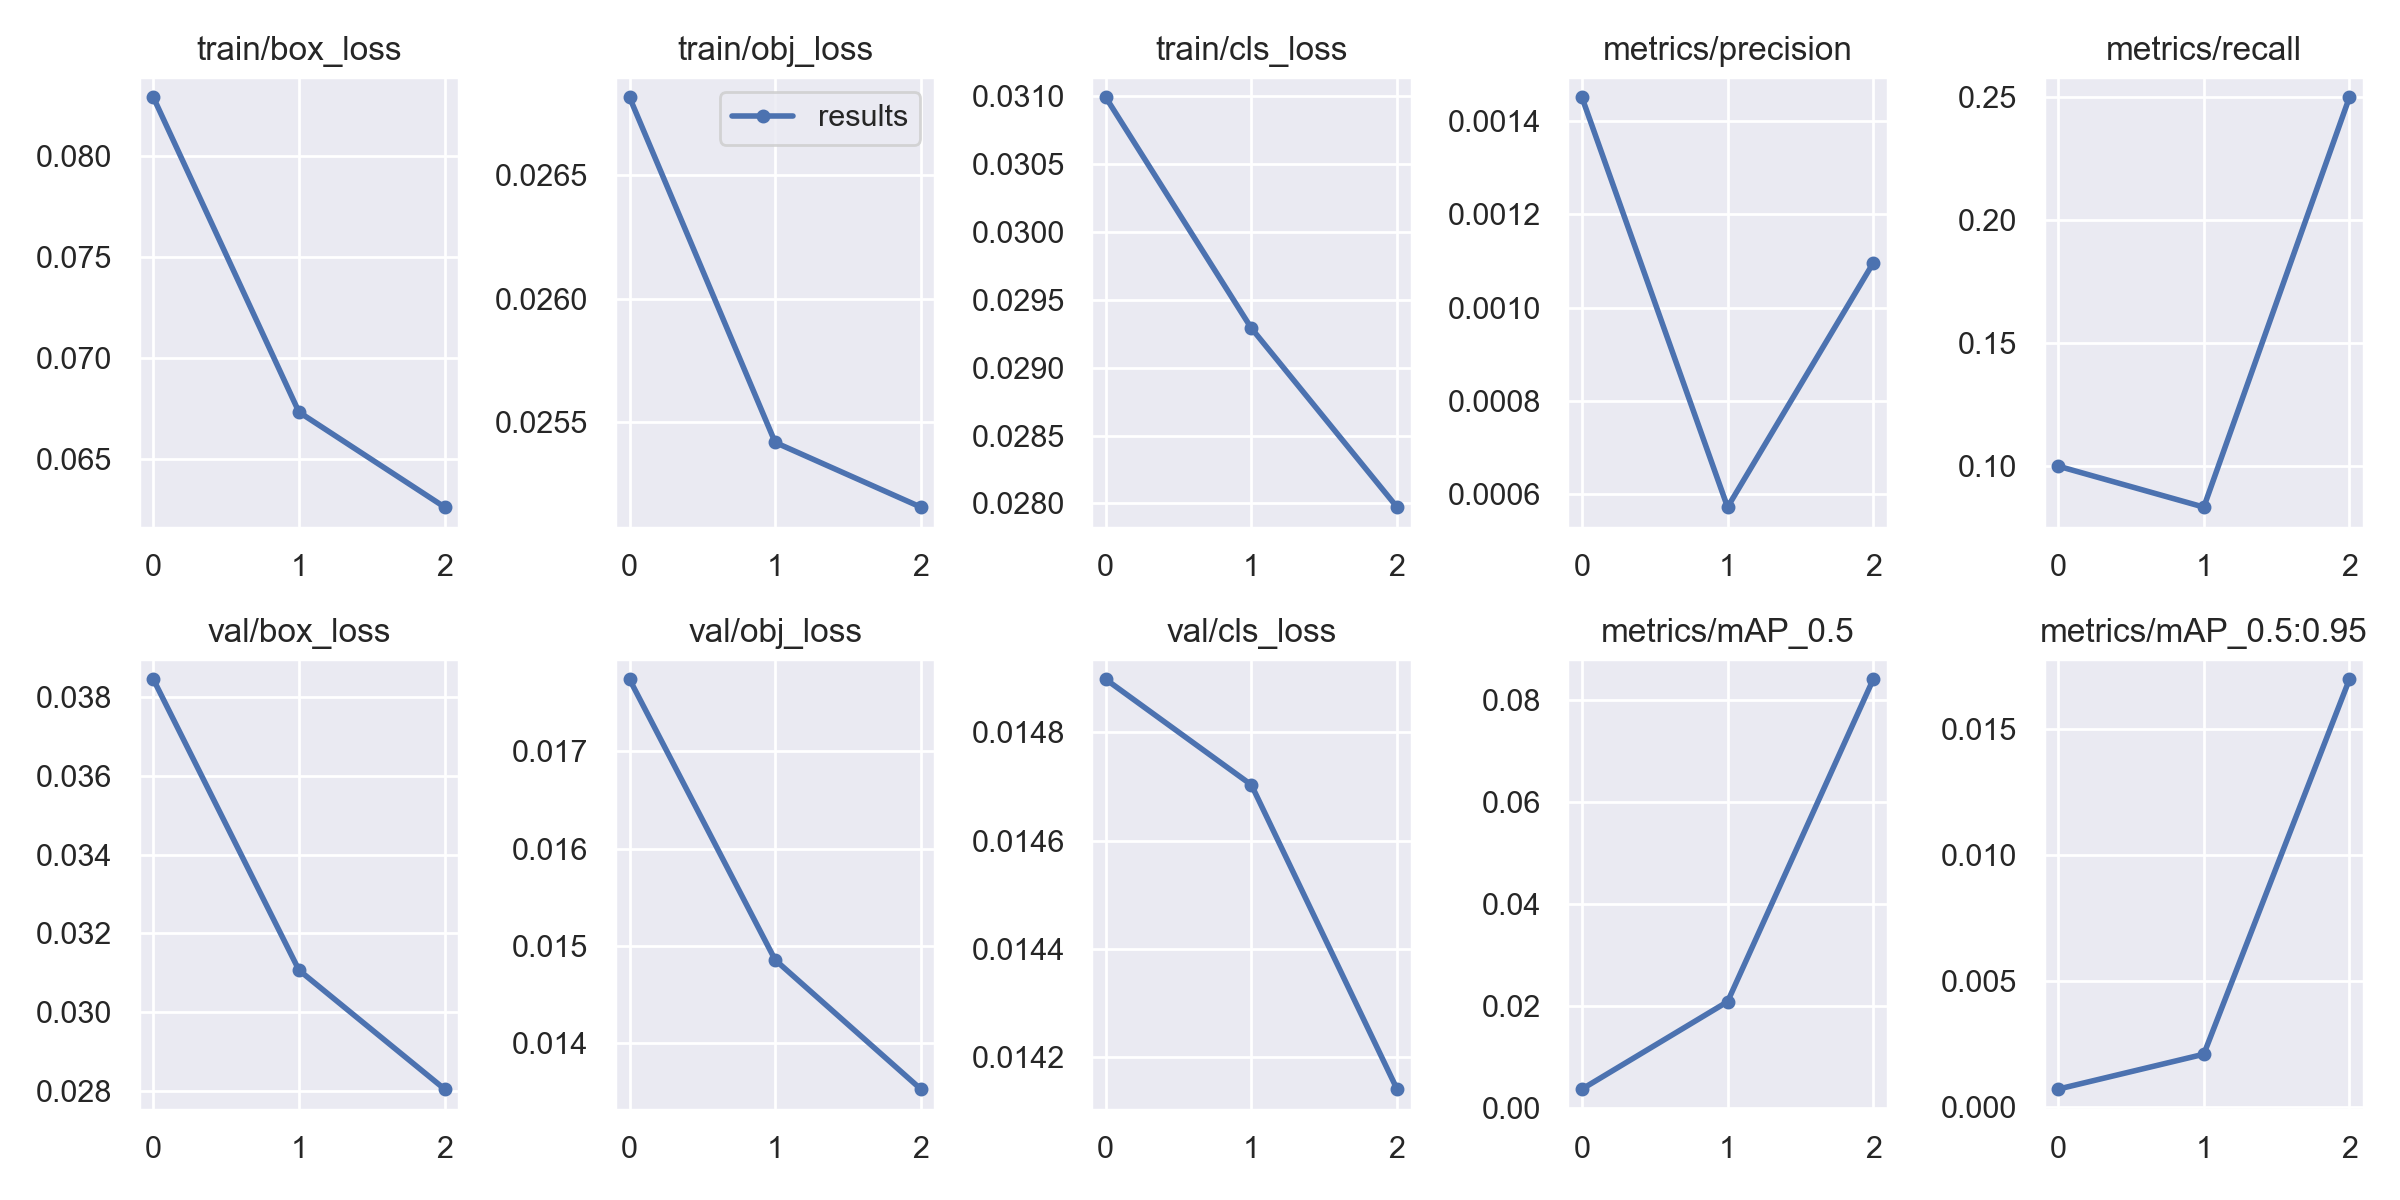 train/box_loss
0.080
0.075
0.070
0.065
0 1 2
train/obj_loss
results
0.0265
0.0260
0.0255
0 1 2
train/cls_loss
0.0310
0.0305
0.0300
0.0295
0.0290
0.0285
0.0280
0 1 2
metrics/precision
0.0014
0.0012
0.0010
0.0008
0.0006
0 1 2
metrics/recall
0.25
0.20
0.15
0.10
0 1 2
val/box_loss
0.038
0.036
0.034
0.032
0.030
0.028
0 1 2
val/obj_loss
0.017
0.016
0.015
0.014
0 1 2
val/cls_loss
0.0148
0.0146
0.0144
0.0142
0 1 2
metrics/mAP_0.5
0.08
0.06
0.04
0.02
0.00
0 1 2
metrics/mAP_0.5:0.95
0.015
0.010
0.005
0.000
0 1 2